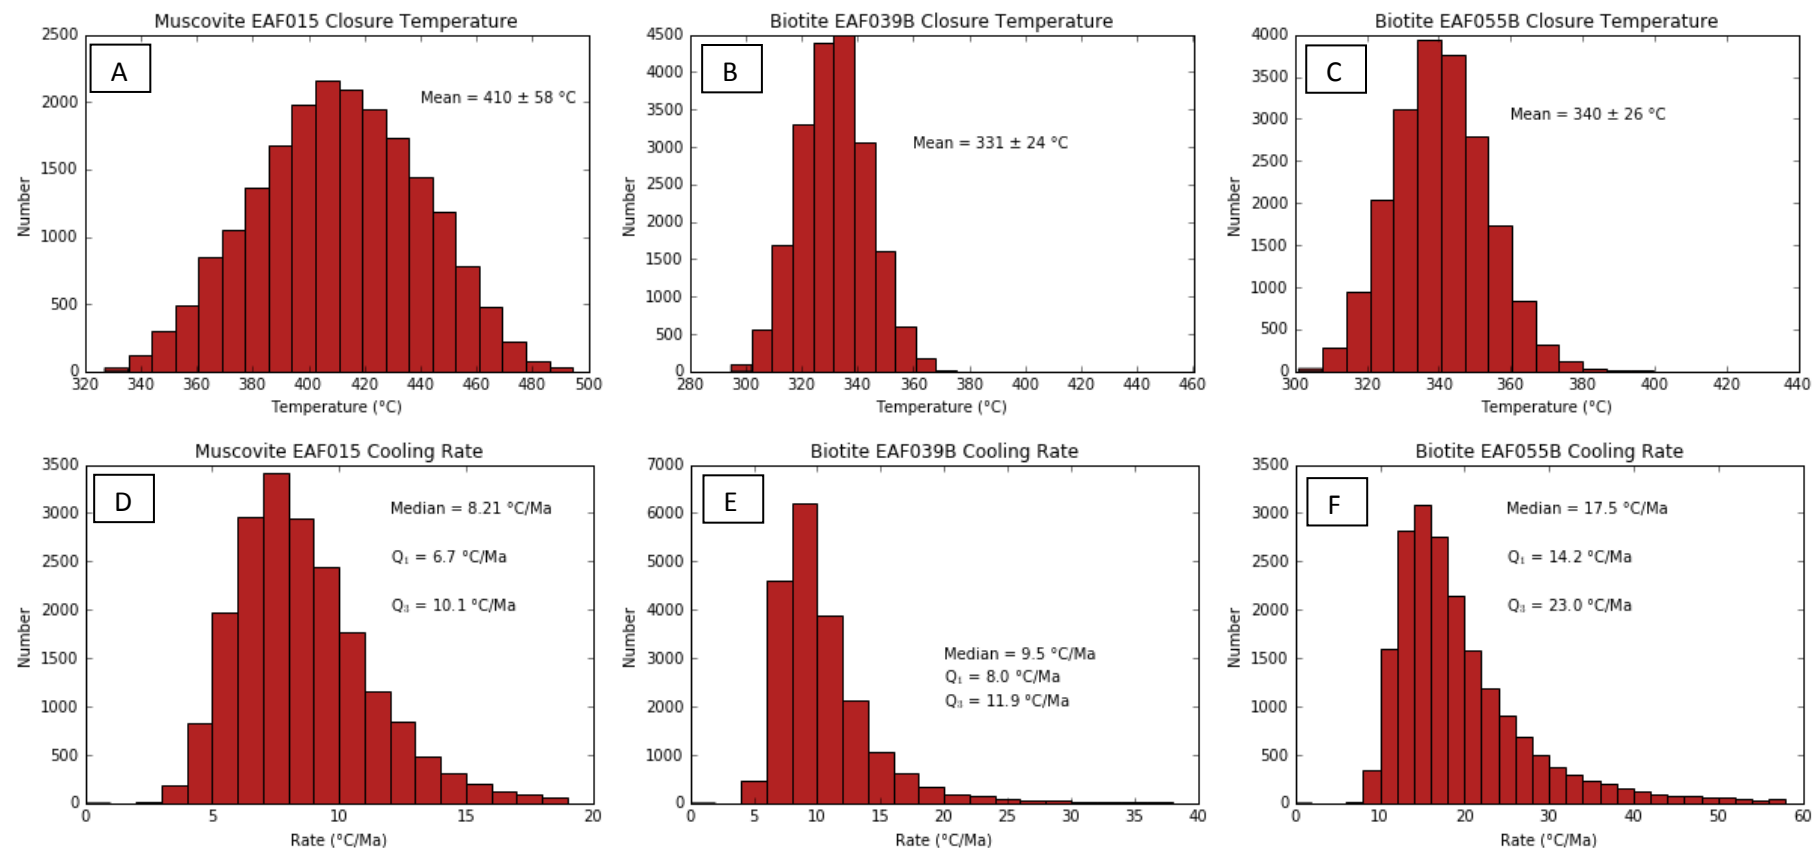 Muscovite EAF015 Closure Temperature
A
Mean = 410 ± 58 °C
2500
2000
1500
1000
500
0
Number
320 340 360 380 400 420 440 460 480 500
Temperature (°C)
Biotite EAF039B Closure Temperature
B
Mean = 331 ± 24 °C
4500
4000
3500
3000
2500
2000
1500
1000
500
0
Number
280 300 320 340 360 380 400 420 440 460
Temperature (°C)
Biotite EAF055B Closure Temperature
C
Mean = 340 ± 26 °C
4000
3500
3000
2500
2000
1500
1000
500
0
Number
300 320 340 360 380 400 420 440
Temperature (°C)
Muscovite EAF015 Cooling Rate
D
Median = 8.21 °C/Ma
Q₁ = 6.7 °C/Ma
Q₃ = 10.1 °C/Ma
3500
3000
2500
2000
1500
1000
500
0
Number
0 5 10 15 20
Rate (°C/Ma)
Biotite EAF039B Cooling Rate
E
Median = 9.5 °C/Ma
Q₁ = 8.0 °C/Ma
Q₃ = 11.9 °C/Ma
7000
6000
5000
4000
3000
2000
1000
0
Number
0 5 10 15 20 25 30 35 40
Rate (°C/Ma)
Biotite EAF055B Cooling Rate
F
Median = 17.5 °C/Ma
Q₁ = 14.2 °C/Ma
Q₃ = 23.0 °C/Ma
3500
3000
2500
2000
1500
1000
500
0
Number
0 10 20 30 40 50 60
Rate (°C/Ma)